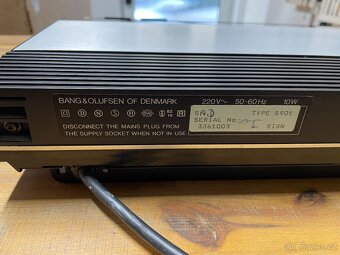 BANG&OLUFSEN OF DENMARK
220V~ 50-60Hz 10W
DISCONNECT THE MAINS PLUG FROM
THE SUPPLY SOCKET WHEN NOT IN USE
TYPE 5901
SERIAL No
3361003 SIGN